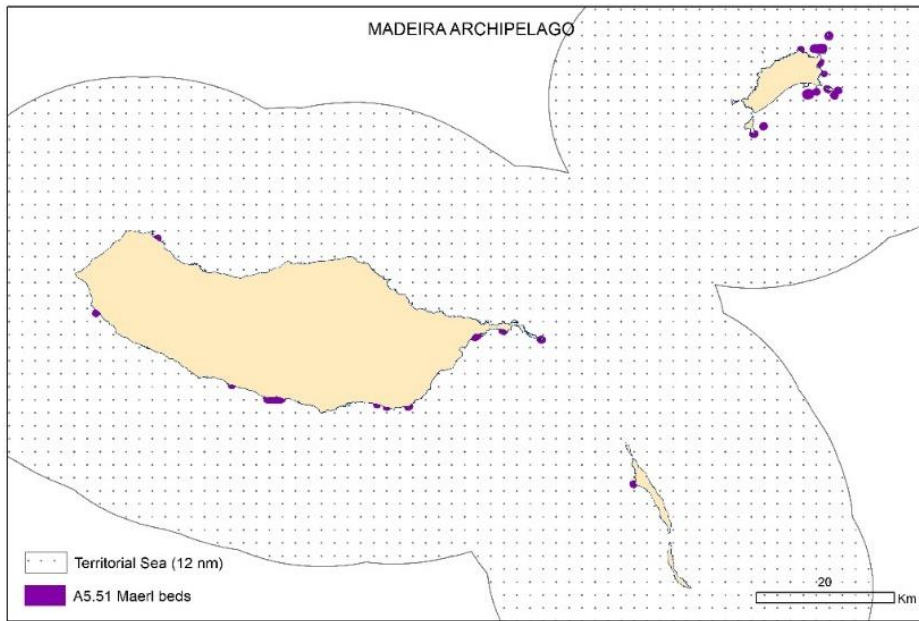 MADEIRA ARCHIPELAGO
Territorial Sea (12 nm)
A5.51 Maerl beds
20
Km